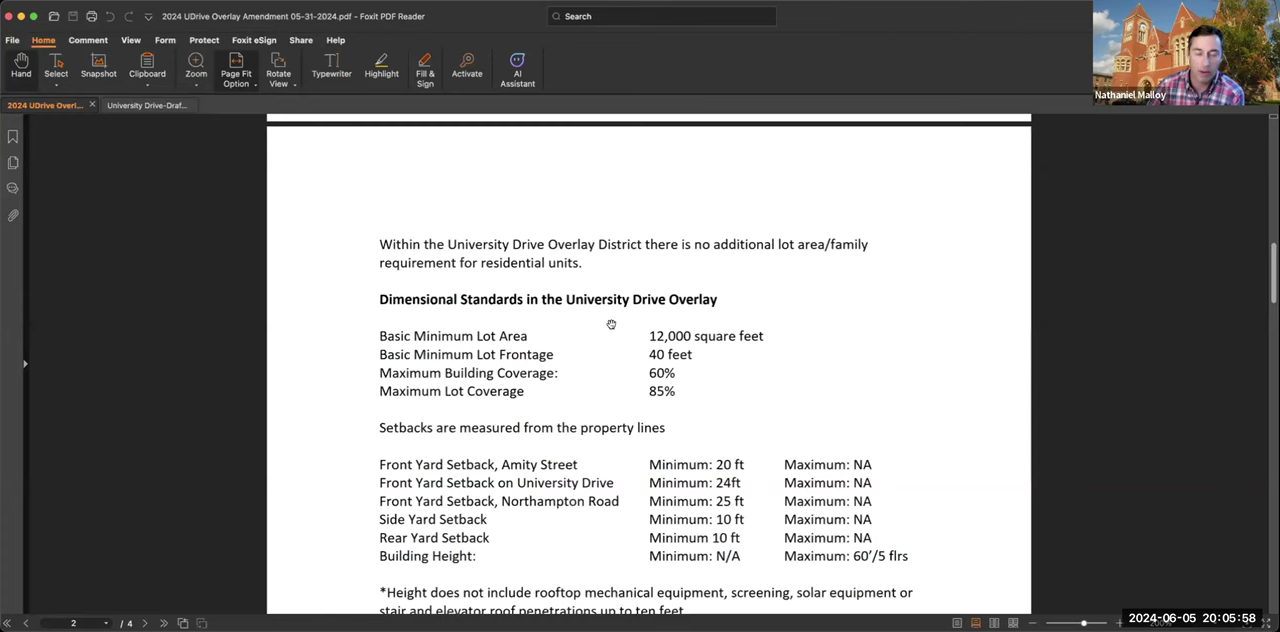 2024 UDrive Overlay Amendment 05-31-2024.pdf - Foxit PDF Reader
Search
File Home Comment View Form Protect Foxit eSign Share Help
Hand Select Snapshot Clipboard Zoom Page Fit Option Rotate View Typewriter Highlight Fill & Sign Activate AI Assistant
Nathaniel Malloy
2024 UDrive Overl... University Drive-Draf...
Within the University Drive Overlay District there is no additional lot area/family
requirement for residential units.
Dimensional Standards in the University Drive Overlay
Basic Minimum Lot Area 12,000 square feet
Basic Minimum Lot Frontage 40 feet
Maximum Building Coverage: 60%
Maximum Lot Coverage 85%
Setbacks are measured from the property lines
Front Yard Setback, Amity Street Minimum: 20 ft Maximum: NA
Front Yard Setback on University Drive Minimum: 24ft Maximum: NA
Front Yard Setback, Northampton Road Minimum: 25 ft Maximum: NA
Side Yard Setback Minimum: 10 ft Maximum: NA
Rear Yard Setback Minimum 10 ft Maximum: NA
Building Height: Minimum: N/A Maximum: 60'/5 flrs
*Height does not include rooftop mechanical equipment, screening, solar equipment or
stair and elevator roof penetrations up to ten feet
2 / 4
2024-06-05 20:05:58